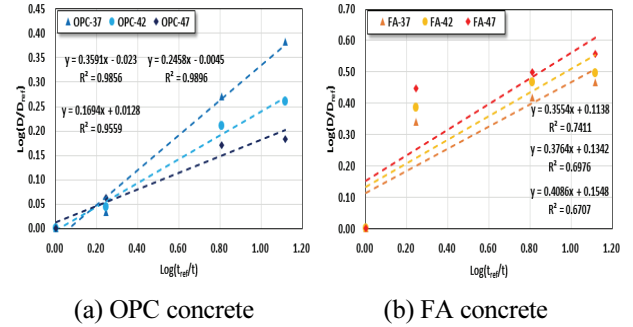 OPC-37 OPC-42 OPC-47
0.45
0.40
0.35
0.30
0.25
0.20
0.15
0.10
0.05
0.00
Log(D/Dref)
y = 0.3591x - 0.023
R² = 0.9856
y = 0.2458x - 0.0045
R² = 0.9896
y = 0.1694x + 0.0128
R² = 0.9559
0.00 0.20 0.40 0.60 0.80 1.00 1.20
Log(tref/t)
(a) OPC concrete
FA-37 FA-42 FA-47
0.70
0.60
0.50
0.40
0.30
0.20
0.10
0.00
Log(D/Dref)
y = 0.3554x + 0.1138
R² = 0.7411
y = 0.3764x + 0.1342
R² = 0.6976
y = 0.4086x + 0.1548
R² = 0.6707
0.00 0.20 0.40 0.60 0.80 1.00 1.20
Log(tref/t)
(b) FA concrete